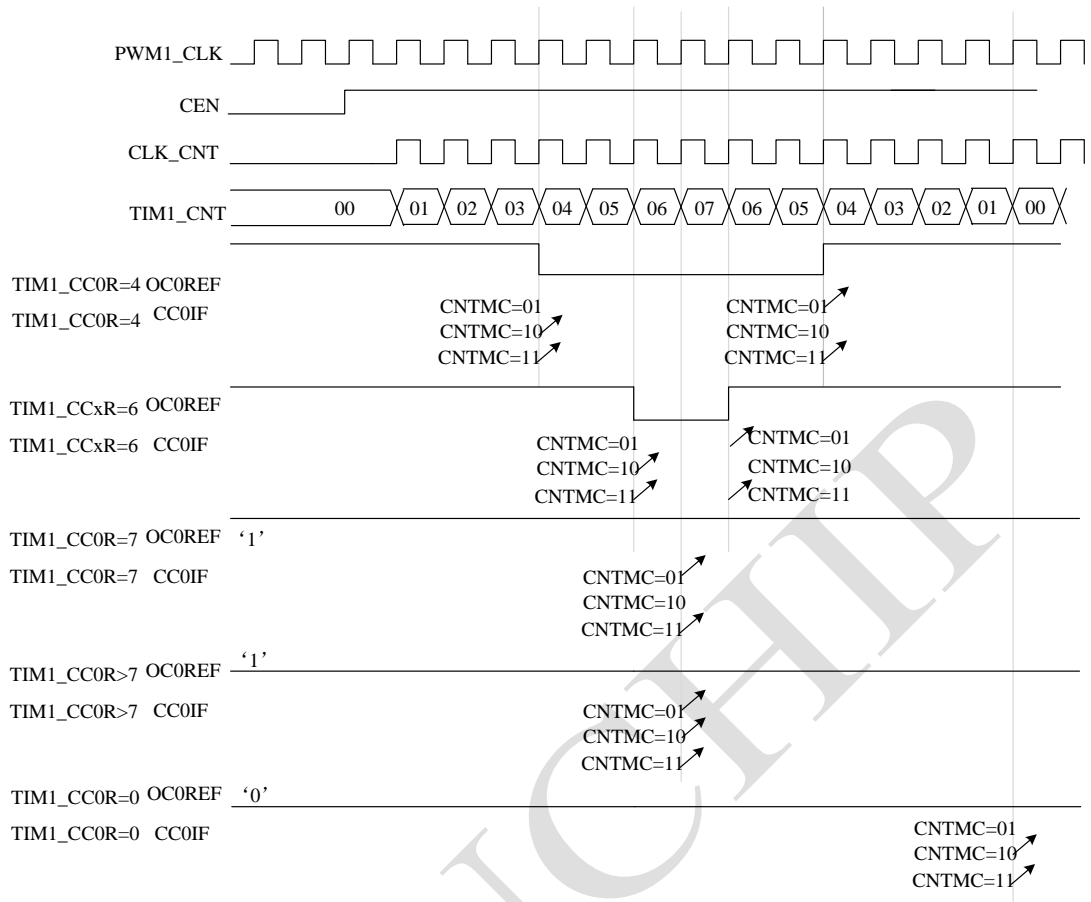 PWM1_CLK
CEN
CLK_CNT
TIM1_CNT 00 01 02 03 04 05 06 07 06 05 04 03 02 01 00
TIM1_CC0R=4 OC0REF
TIM1_CC0R=4 CC0IF
CNTMC=01 CNTMC=01
CNTMC=10 CNTMC=10
CNTMC=11 CNTMC=11
TIM1_CCxR=6 OC0REF
TIM1_CCxR=6 CC0IF
CNTMC=01 CNTMC=01
CNTMC=10 CNTMC=10
CNTMC=11 CNTMC=11
TIM1_CC0R=7 OC0REF ‘1’
TIM1_CC0R=7 CC0IF
CNTMC=01
CNTMC=10
CNTMC=11
TIM1_CC0R>7 OC0REF ‘1’
TIM1_CC0R>7 CC0IF
CNTMC=01
CNTMC=10
CNTMC=11
TIM1_CC0R=0 OC0REF ‘0’
TIM1_CC0R=0 CC0IF
CNTMC=01
CNTMC=10
CNTMC=11
CHIP